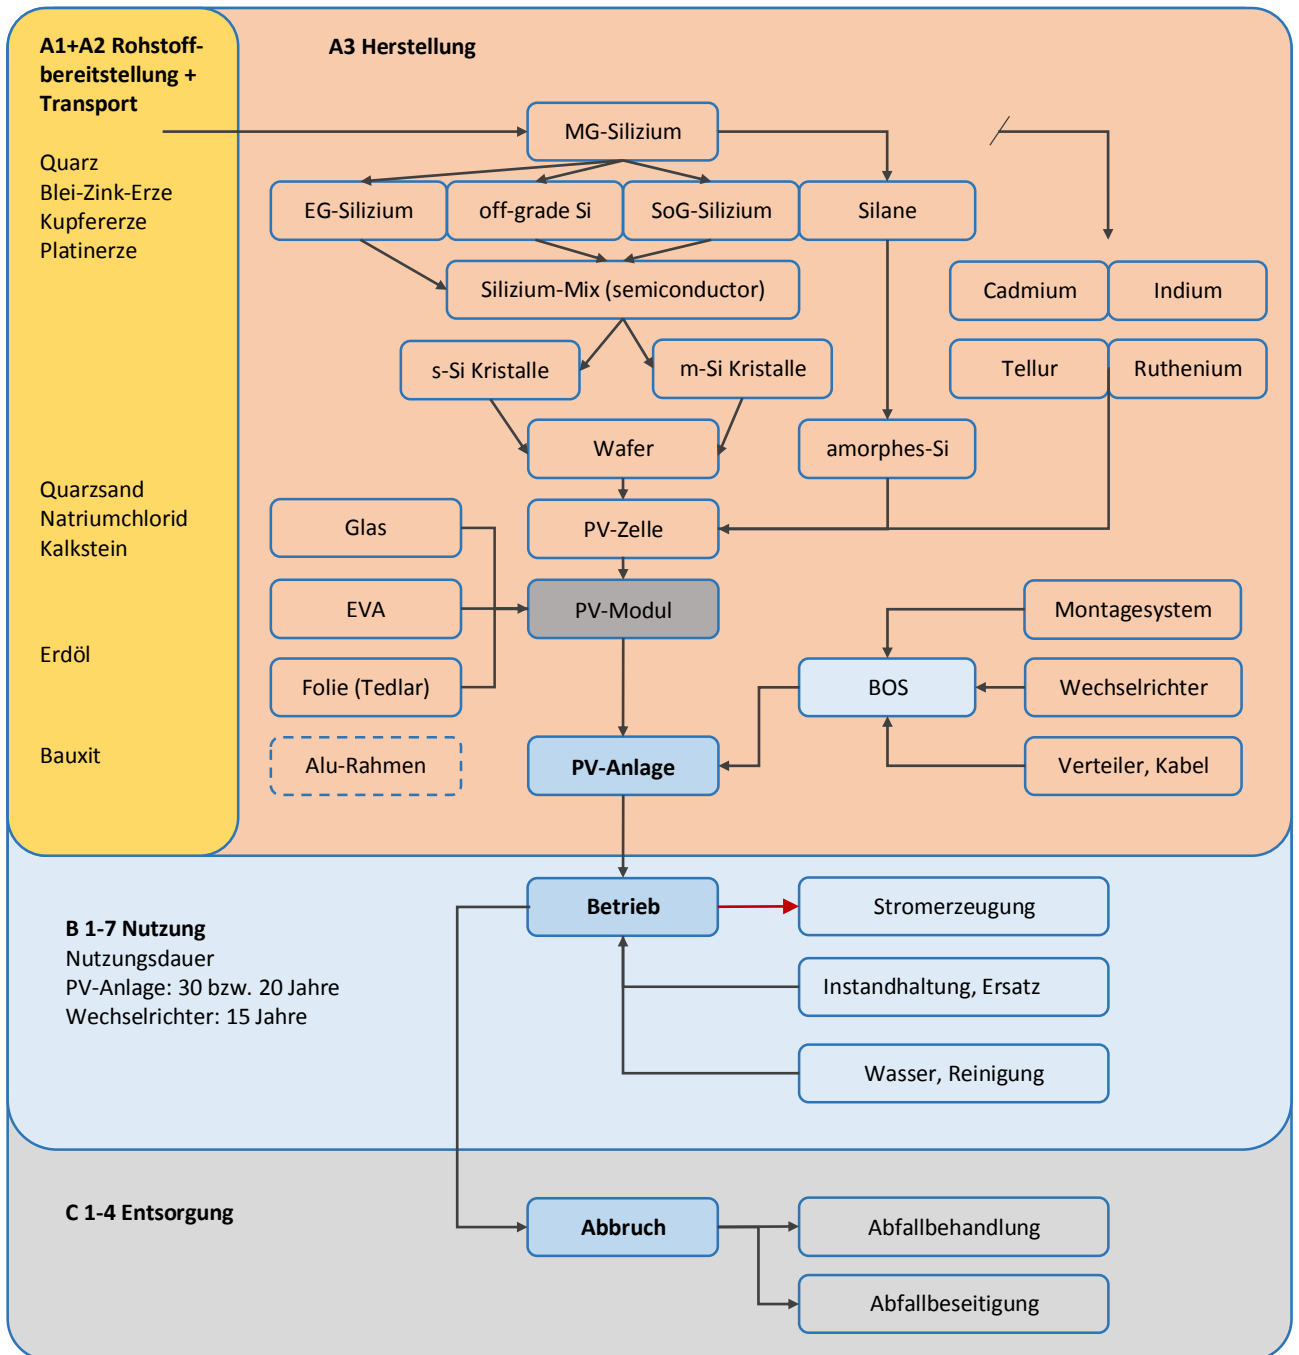 A1+A2 Rohstoff-
bereitstellung +
Transport
A3 Herstellung
MG-Silizium
Quarz
Blei-Zink-Erze
Kupfererze
Platinerze
EG-Silizium
off-grade Si
SoG-Silizium
Silane
Silizium-Mix (semiconductor)
Cadmium
Indium
s-Si Kristalle
m-Si Kristalle
Tellur
Ruthenium
Wafer
amorphes-Si
Quarzsand
Natriumchlorid
Kalkstein
Glas
PV-Zelle
EVA
PV-Modul
Montagesystem
Erdöl
Folie (Tedlar)
BOS
Wechselrichter
Bauxit
Alu-Rahmen
PV-Anlage
Verteiler, Kabel
Betrieb
Stromerzeugung
B 1-7 Nutzung
Nutzungsdauer
PV-Anlage: 30 bzw. 20 Jahre
Wechselrichter: 15 Jahre
Instandhaltung, Ersatz
Wasser, Reinigung
C 1-4 Entsorgung
Abbruch
Abfallbehandlung
Abfallbeseitigung